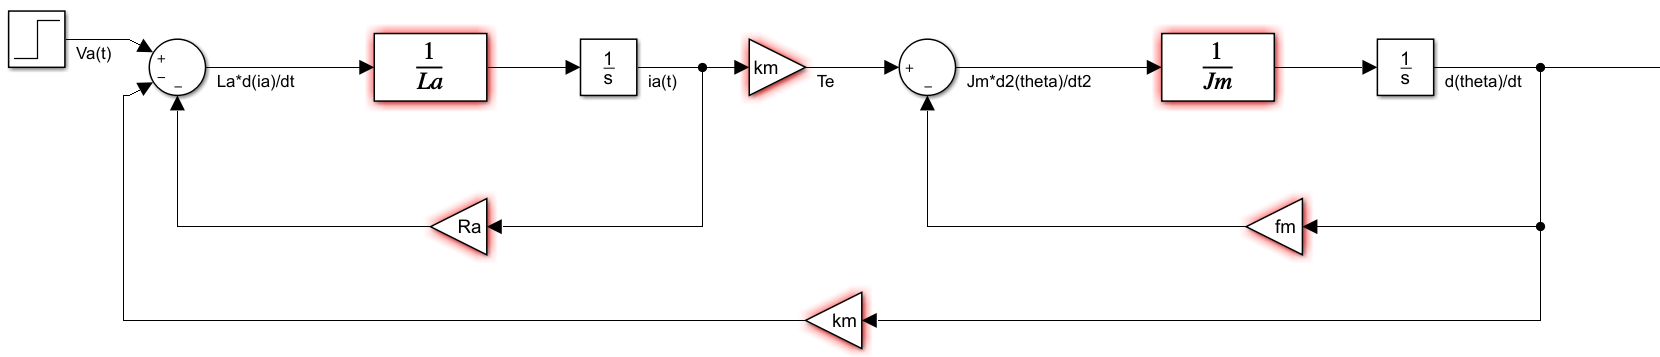 Va(t)
+
−
−
La*d(ia)/dt
1
La
1
s
ia(t)
km
Te
+
−
Jm*d2(theta)/dt2
1
Jm
1
s
d(theta)/dt
Ra
fm
km